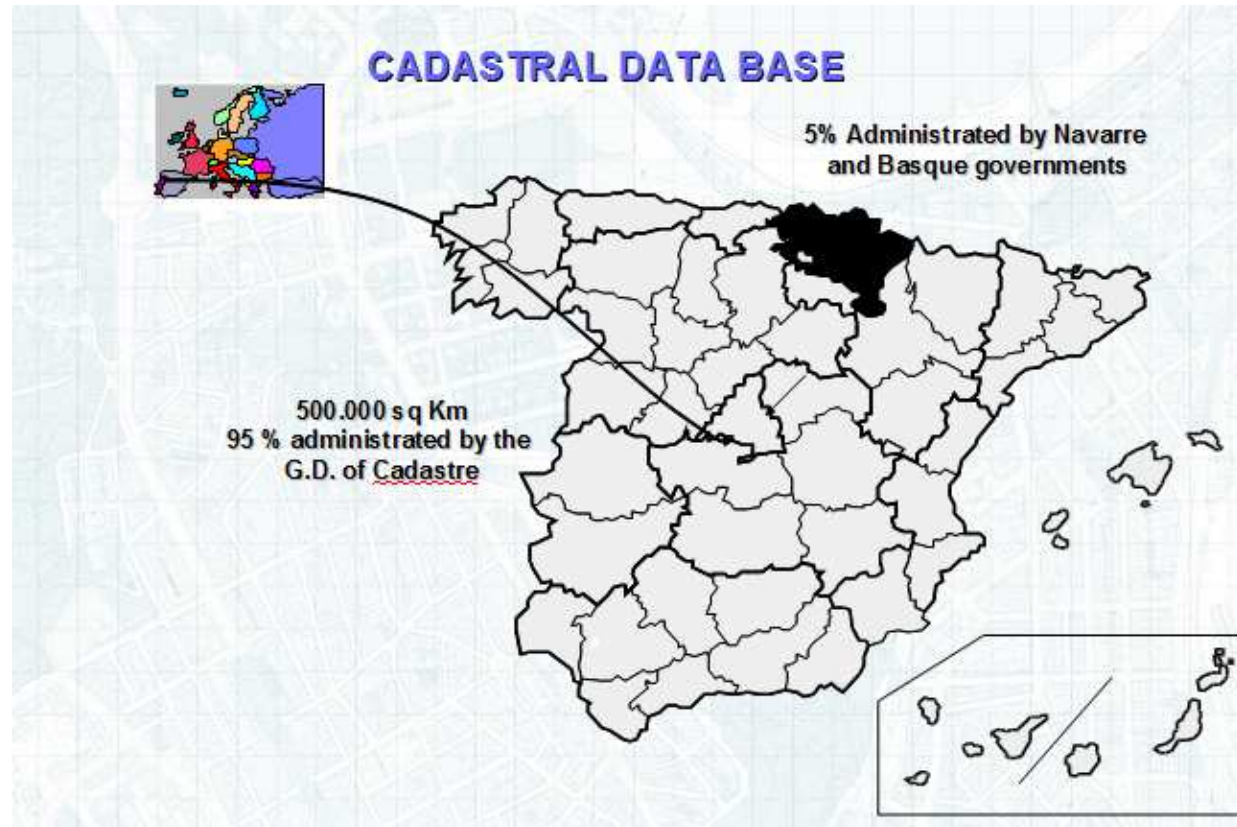 CADASTRAL DATA BASE
5% Administrated by Navarre
and Basque governments
500.000 sq Km
95 % administrated by the
G.D. of Cadastre